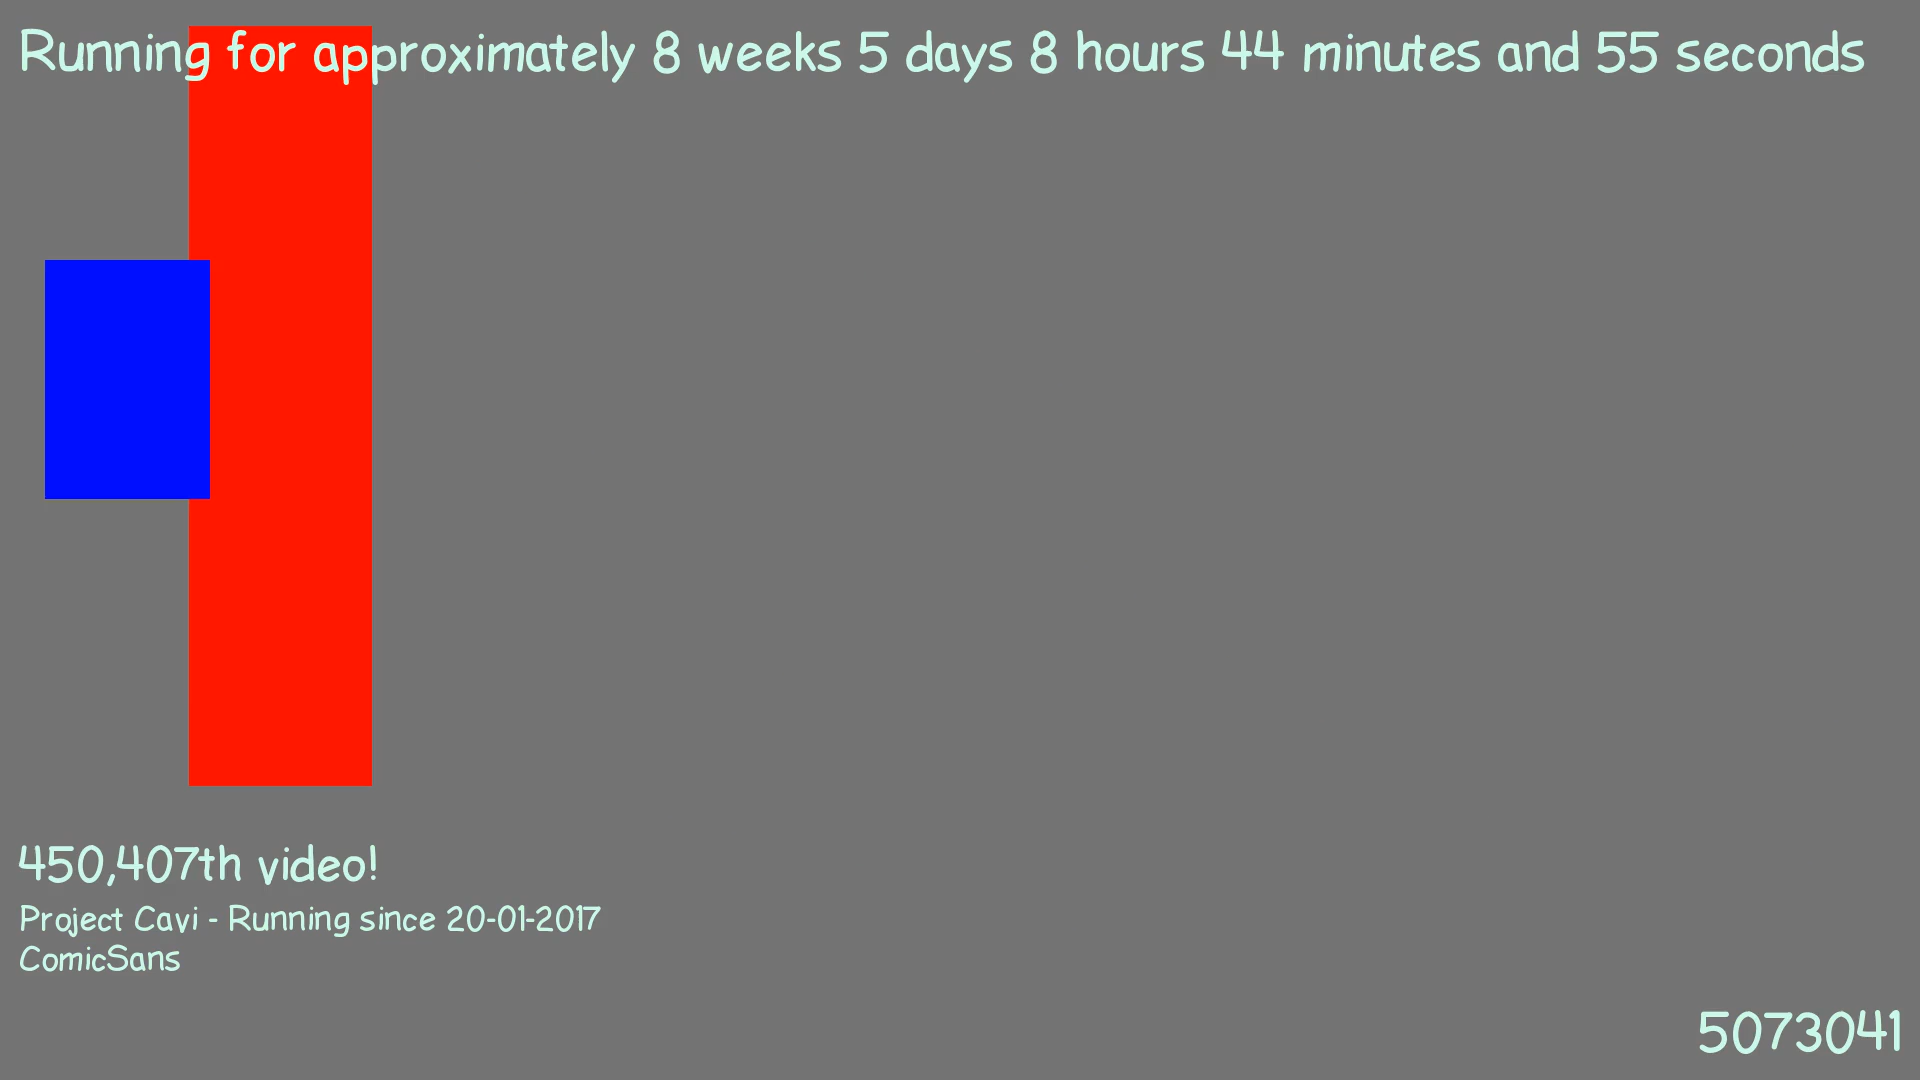 Running for approximately 8 weeks 5 days 8 hours 44 minutes and 55 seconds
450,407th video!
Project Cavi - Running since 20-01-2017
ComicSans
5073041